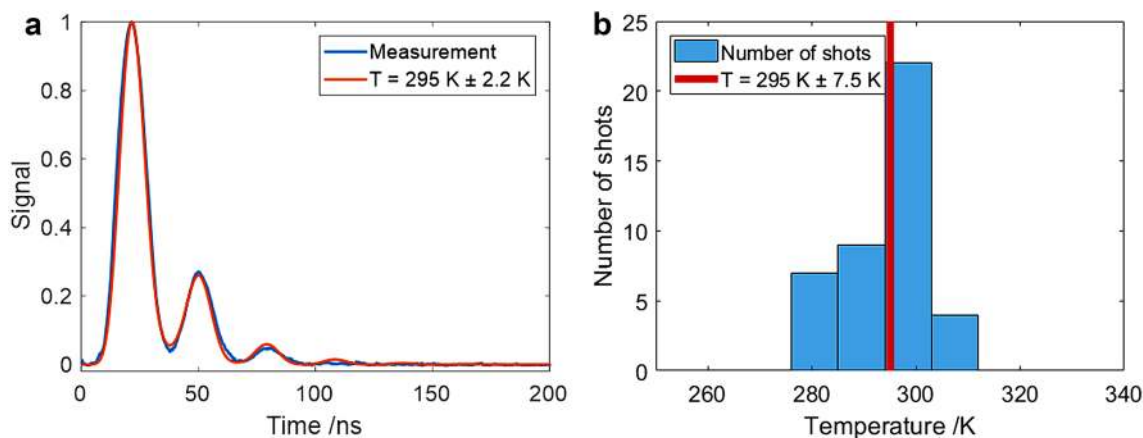 a
1
0.8
0.6
0.4
0.2
0
Signal
0 50 100 150 200
Time /ns
Measurement
T = 295 K ± 2.2 K
b
25
20
15
10
5
0
Number of shots
260 280 300 320 340
Temperature /K
Number of shots
T = 295 K ± 7.5 K